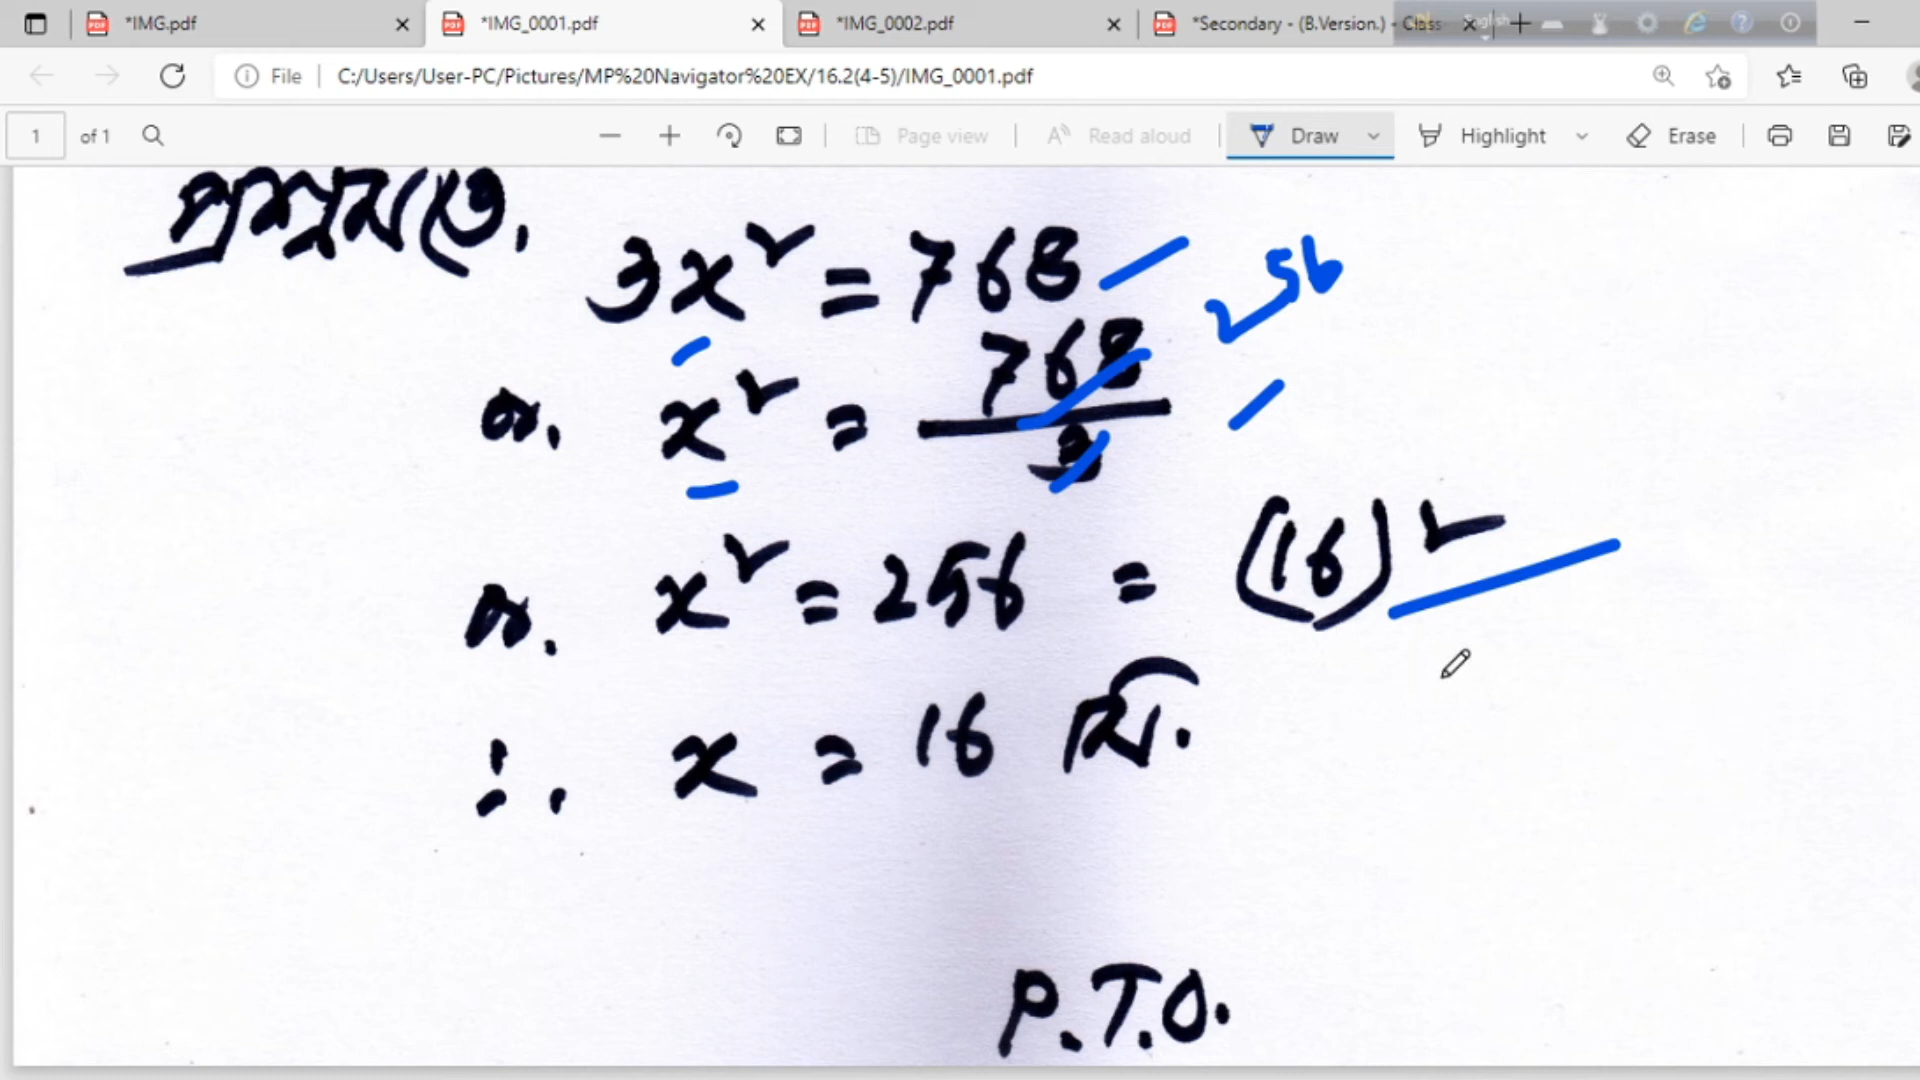 *IMG.pdf
*IMG_0001.pdf
*IMG_0002.pdf
*Secondary - (B.Version.) - Class
English
File
C:/Users/User-PC/Pictures/MP%20Navigator%20EX/16.2(4-5)/IMG_0001.pdf
1 of 1
Page view
Read aloud
Draw
Highlight
Erase
প্রশ্নমতে,
3x² = 768
256
বা, x² = 768/3
বা, x² = 256 = (16)²
∴ x = 16 মি.
P.T.O.